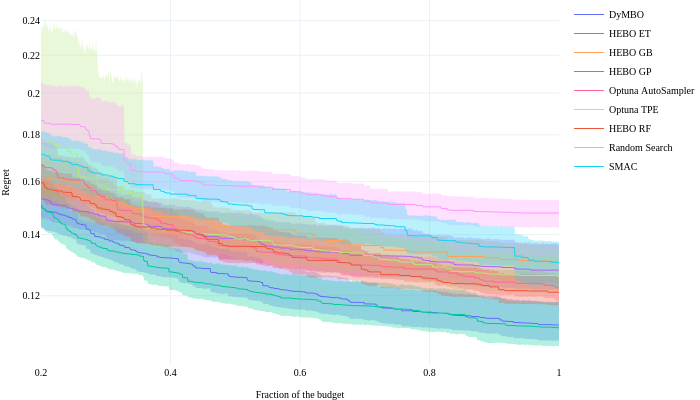 0.24
0.22
0.2
0.18
0.16
0.14
0.12
Regret
0.2
0.4
0.6
0.8
1
Fraction of the budget
DyMBO
HEBO ET
HEBO GB
HEBO GP
Optuna AutoSampler
Optuna TPE
HEBO RF
Random Search
SMAC